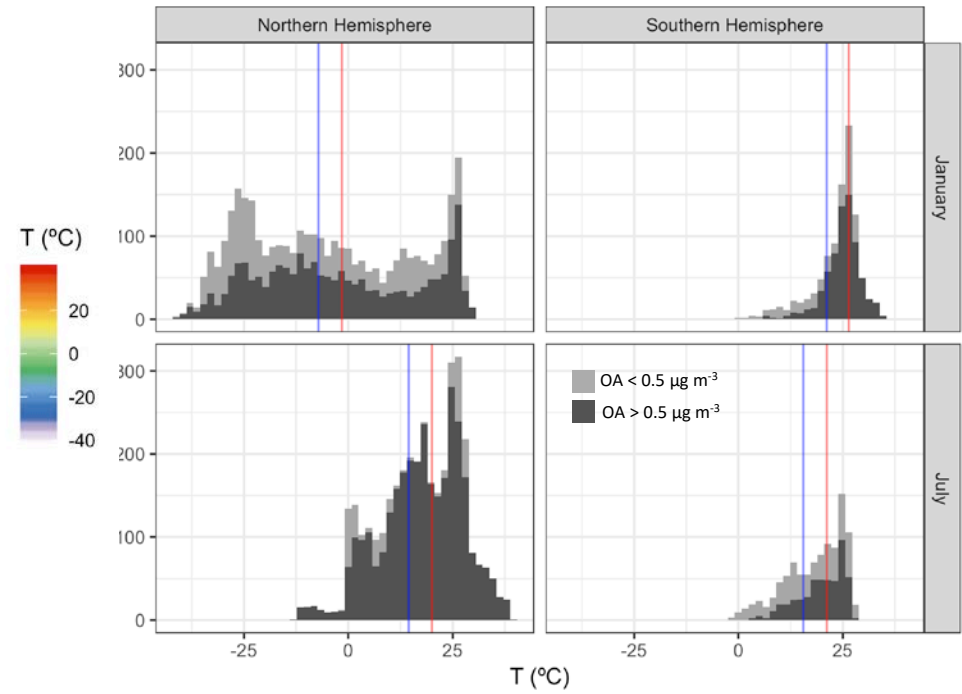 Northern Hemisphere
Southern Hemisphere
300
200
100
0
January
T (ºC)
20
0
-20
-40
300
200
100
0
OA < 0.5 µg m-3
OA > 0.5 µg m-3
July
-25
0
25
-25
0
25
T (ºC)